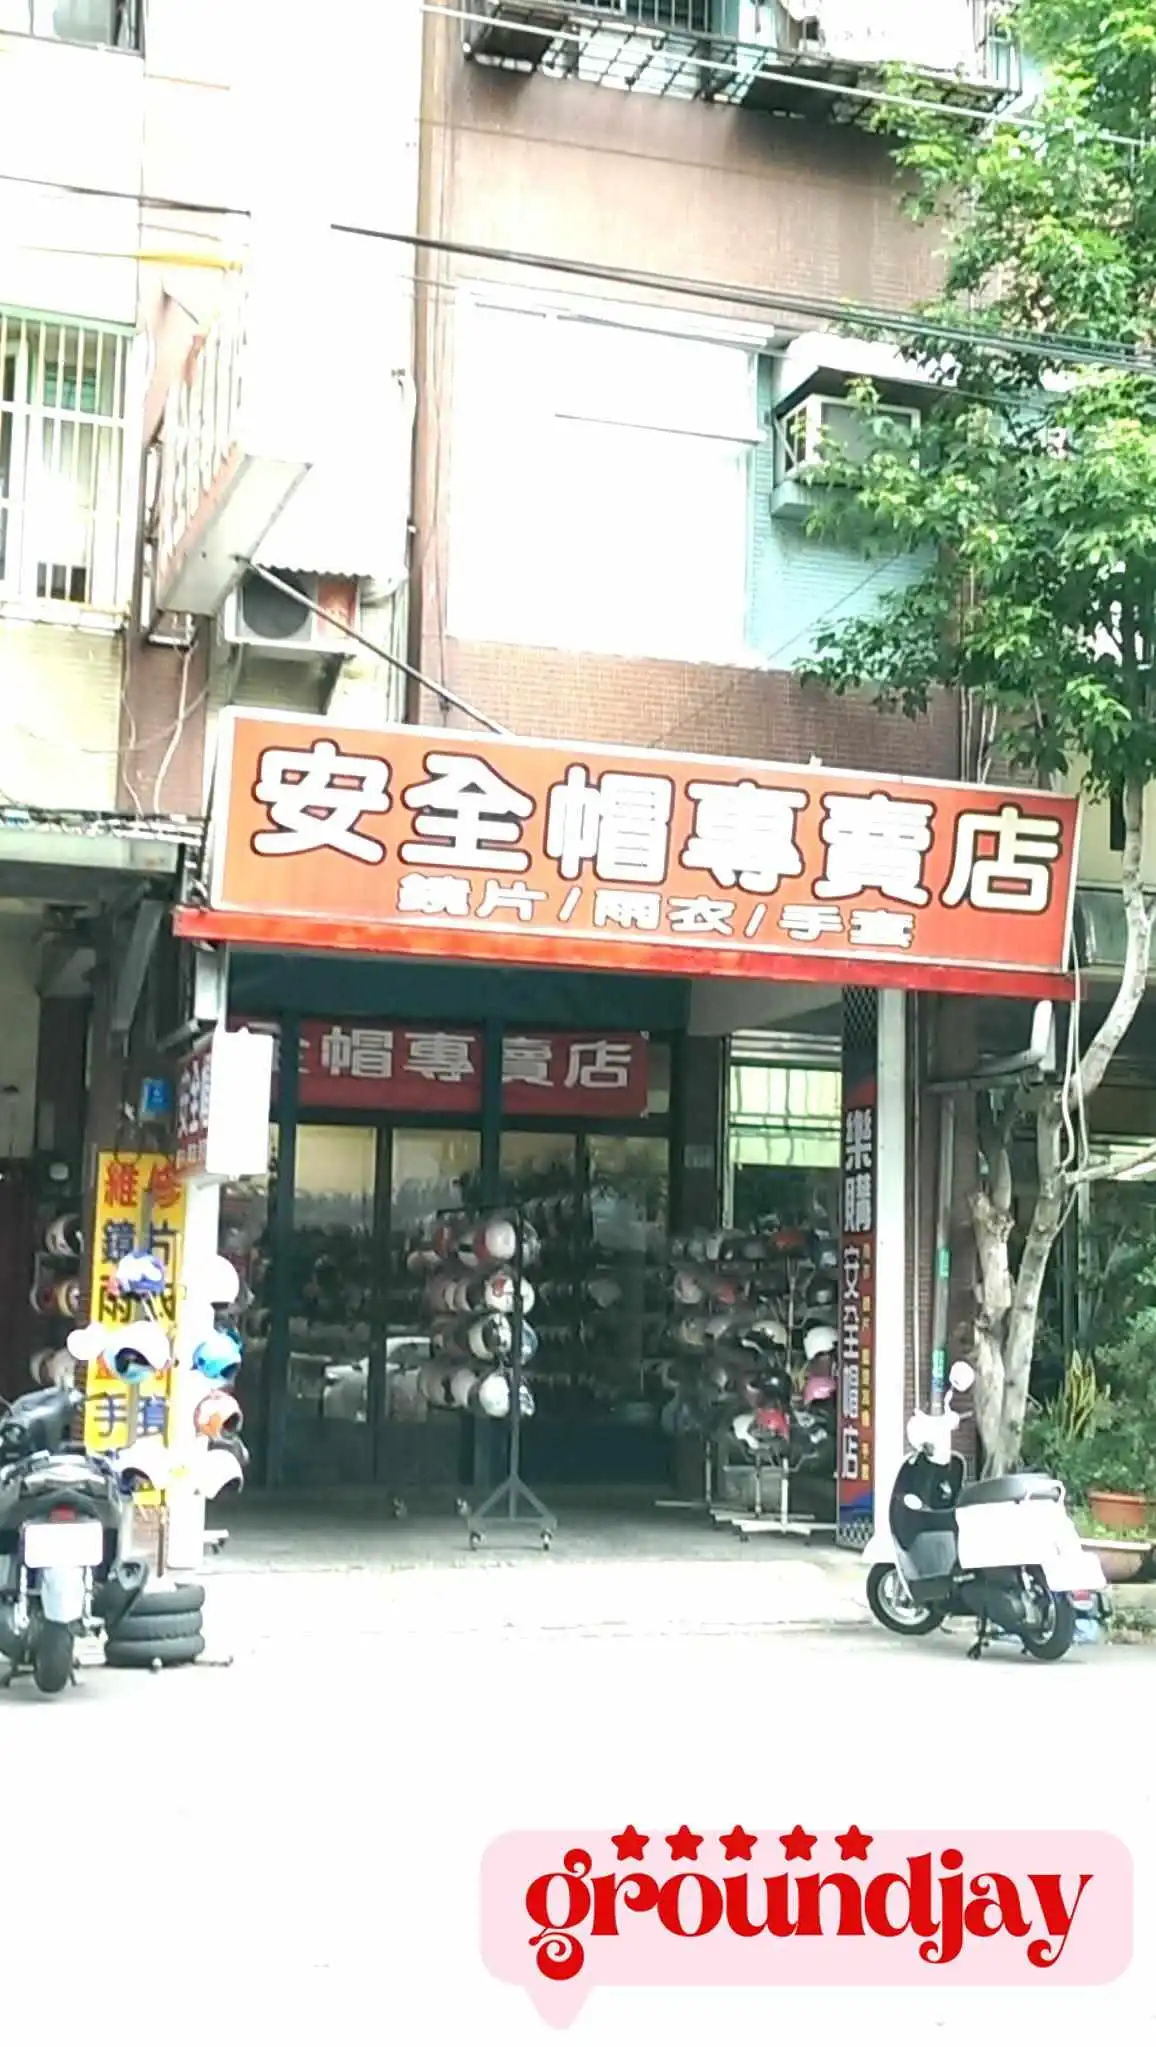 安全帽專賣店
鏡片/雨衣/手套
全帽專賣店
維修
鏡片
雨
手套
樂購安全帽店
groundjay